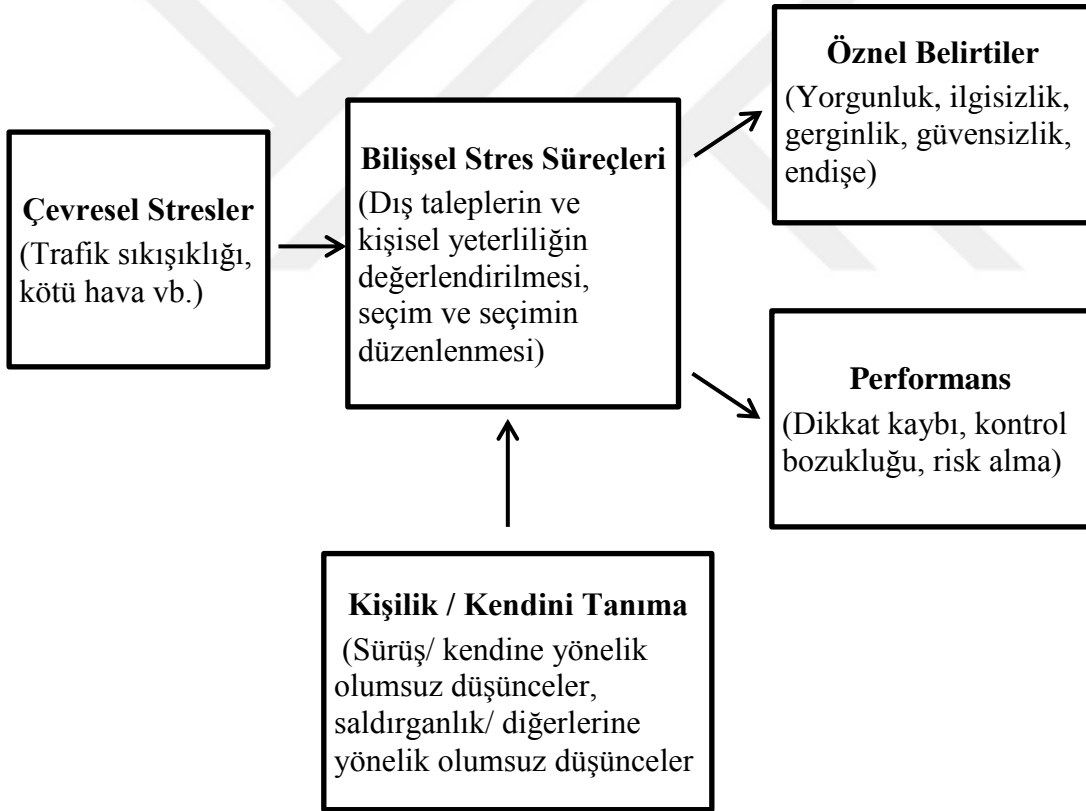 Çevresel Stresler
(Trafik sıkışıklığı,
kötü hava vb.)
Bilişsel Stres Süreçleri
(Dış taleplerin ve
kişisel yeterliliğin
değerlendirilmesi,
seçim ve seçimin
düzenlenmesi)
Öznel Belirtiler
(Yorgunluk, ilgisizlik,
gerginlik, güvensizlik,
endişe)
Performans
(Dikkat kaybı, kontrol
bozukluğu, risk alma)
Kişilik / Kendini Tanıma
(Sürüş/ kendine yönelik
olumsuz düşünceler,
saldırganlık/ diğerlerine
yönelik olumsuz düşünceler